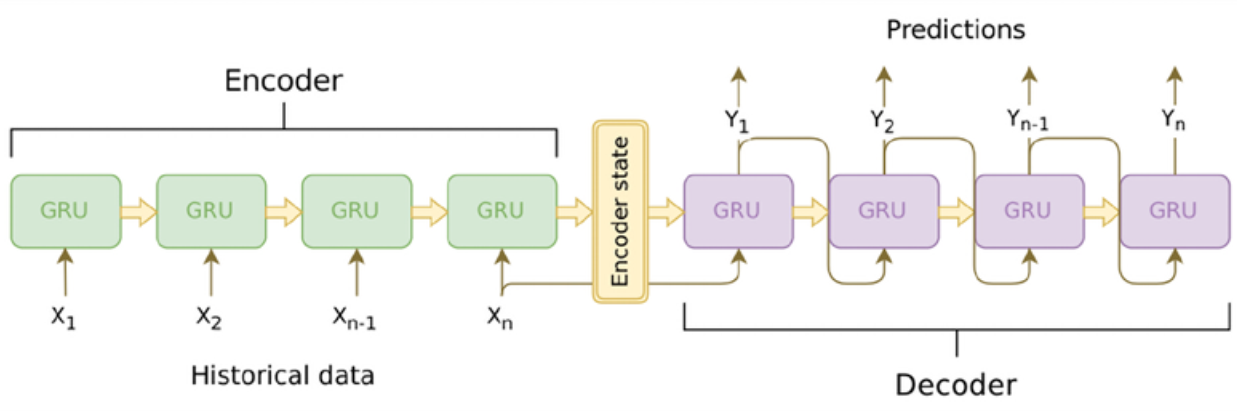 Predictions
Encoder
Y1 Y2 Yn-1 Yn
GRU GRU GRU GRU Encoder state GRU GRU GRU GRU
X1 X2 Xn-1 Xn
Historical data
Decoder